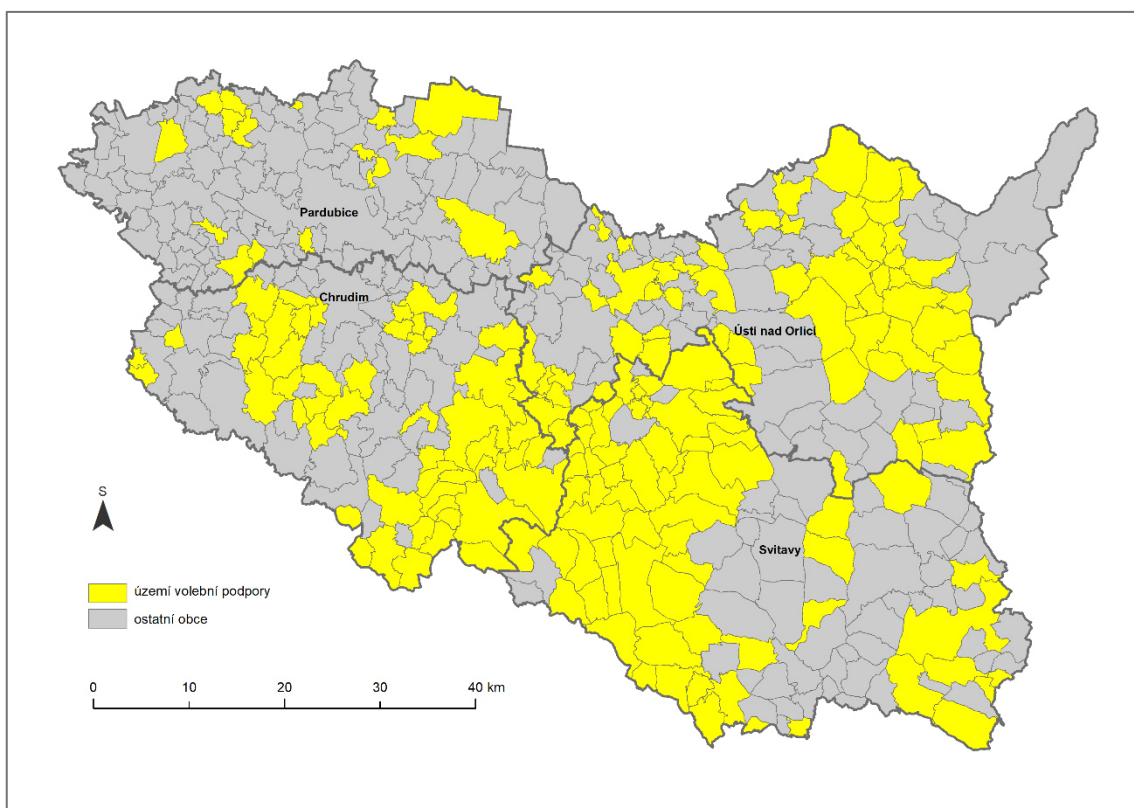 Pardubice
Chrudim
Ústí nad Orlicí
S
Svitavy
území volební podpory
ostatní obce
0 10 20 30 40 km